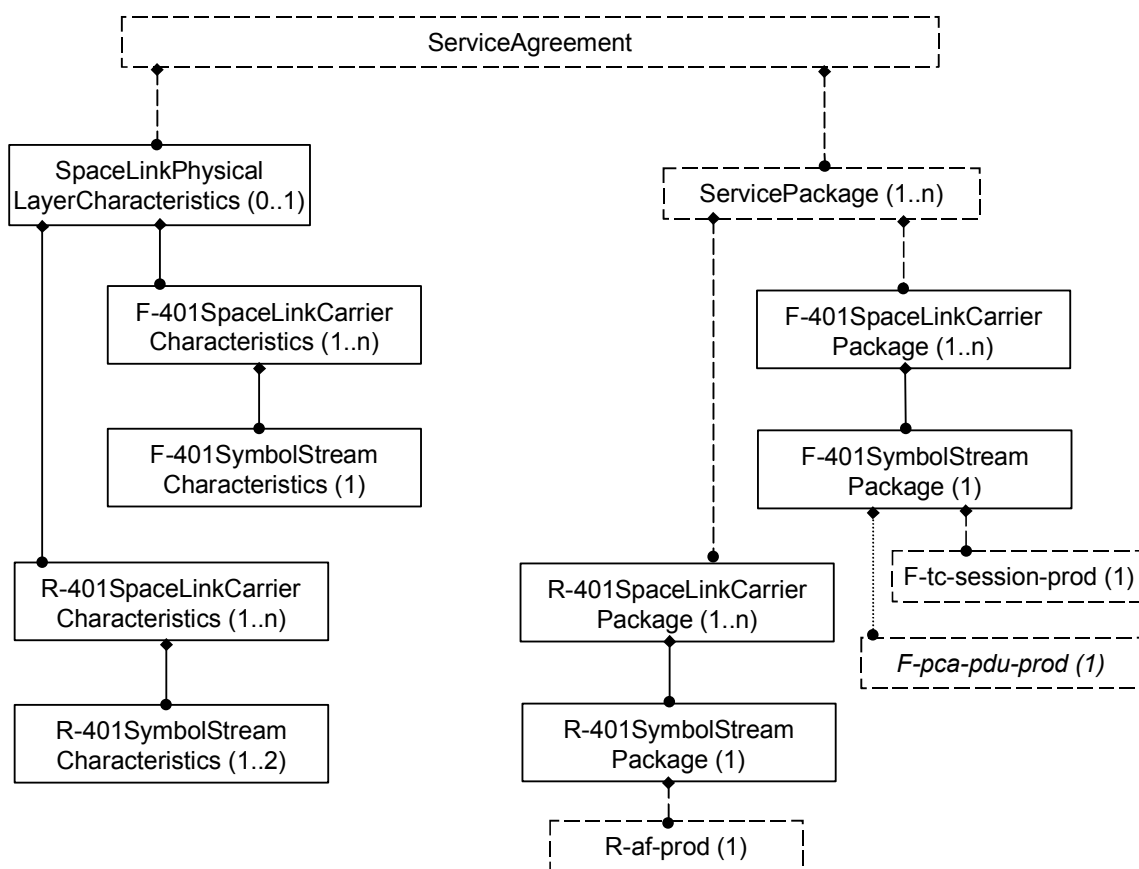 ServiceAgreement
SpaceLinkPhysical
LayerCharacteristics (0..1)
ServicePackage (1..n)
F-401SpaceLinkCarrier
Characteristics (1..n)
F-401SpaceLinkCarrier
Package (1..n)
F-401SymbolStream
Characteristics (1)
F-401SymbolStream
Package (1)
F-tc-session-prod (1)
R-401SpaceLinkCarrier
Characteristics (1..n)
R-401SpaceLinkCarrier
Package (1..n)
F-pca-pdu-prod (1)
R-401SymbolStream
Characteristics (1..2)
R-401SymbolStream
Package (1)
R-af-prod (1)